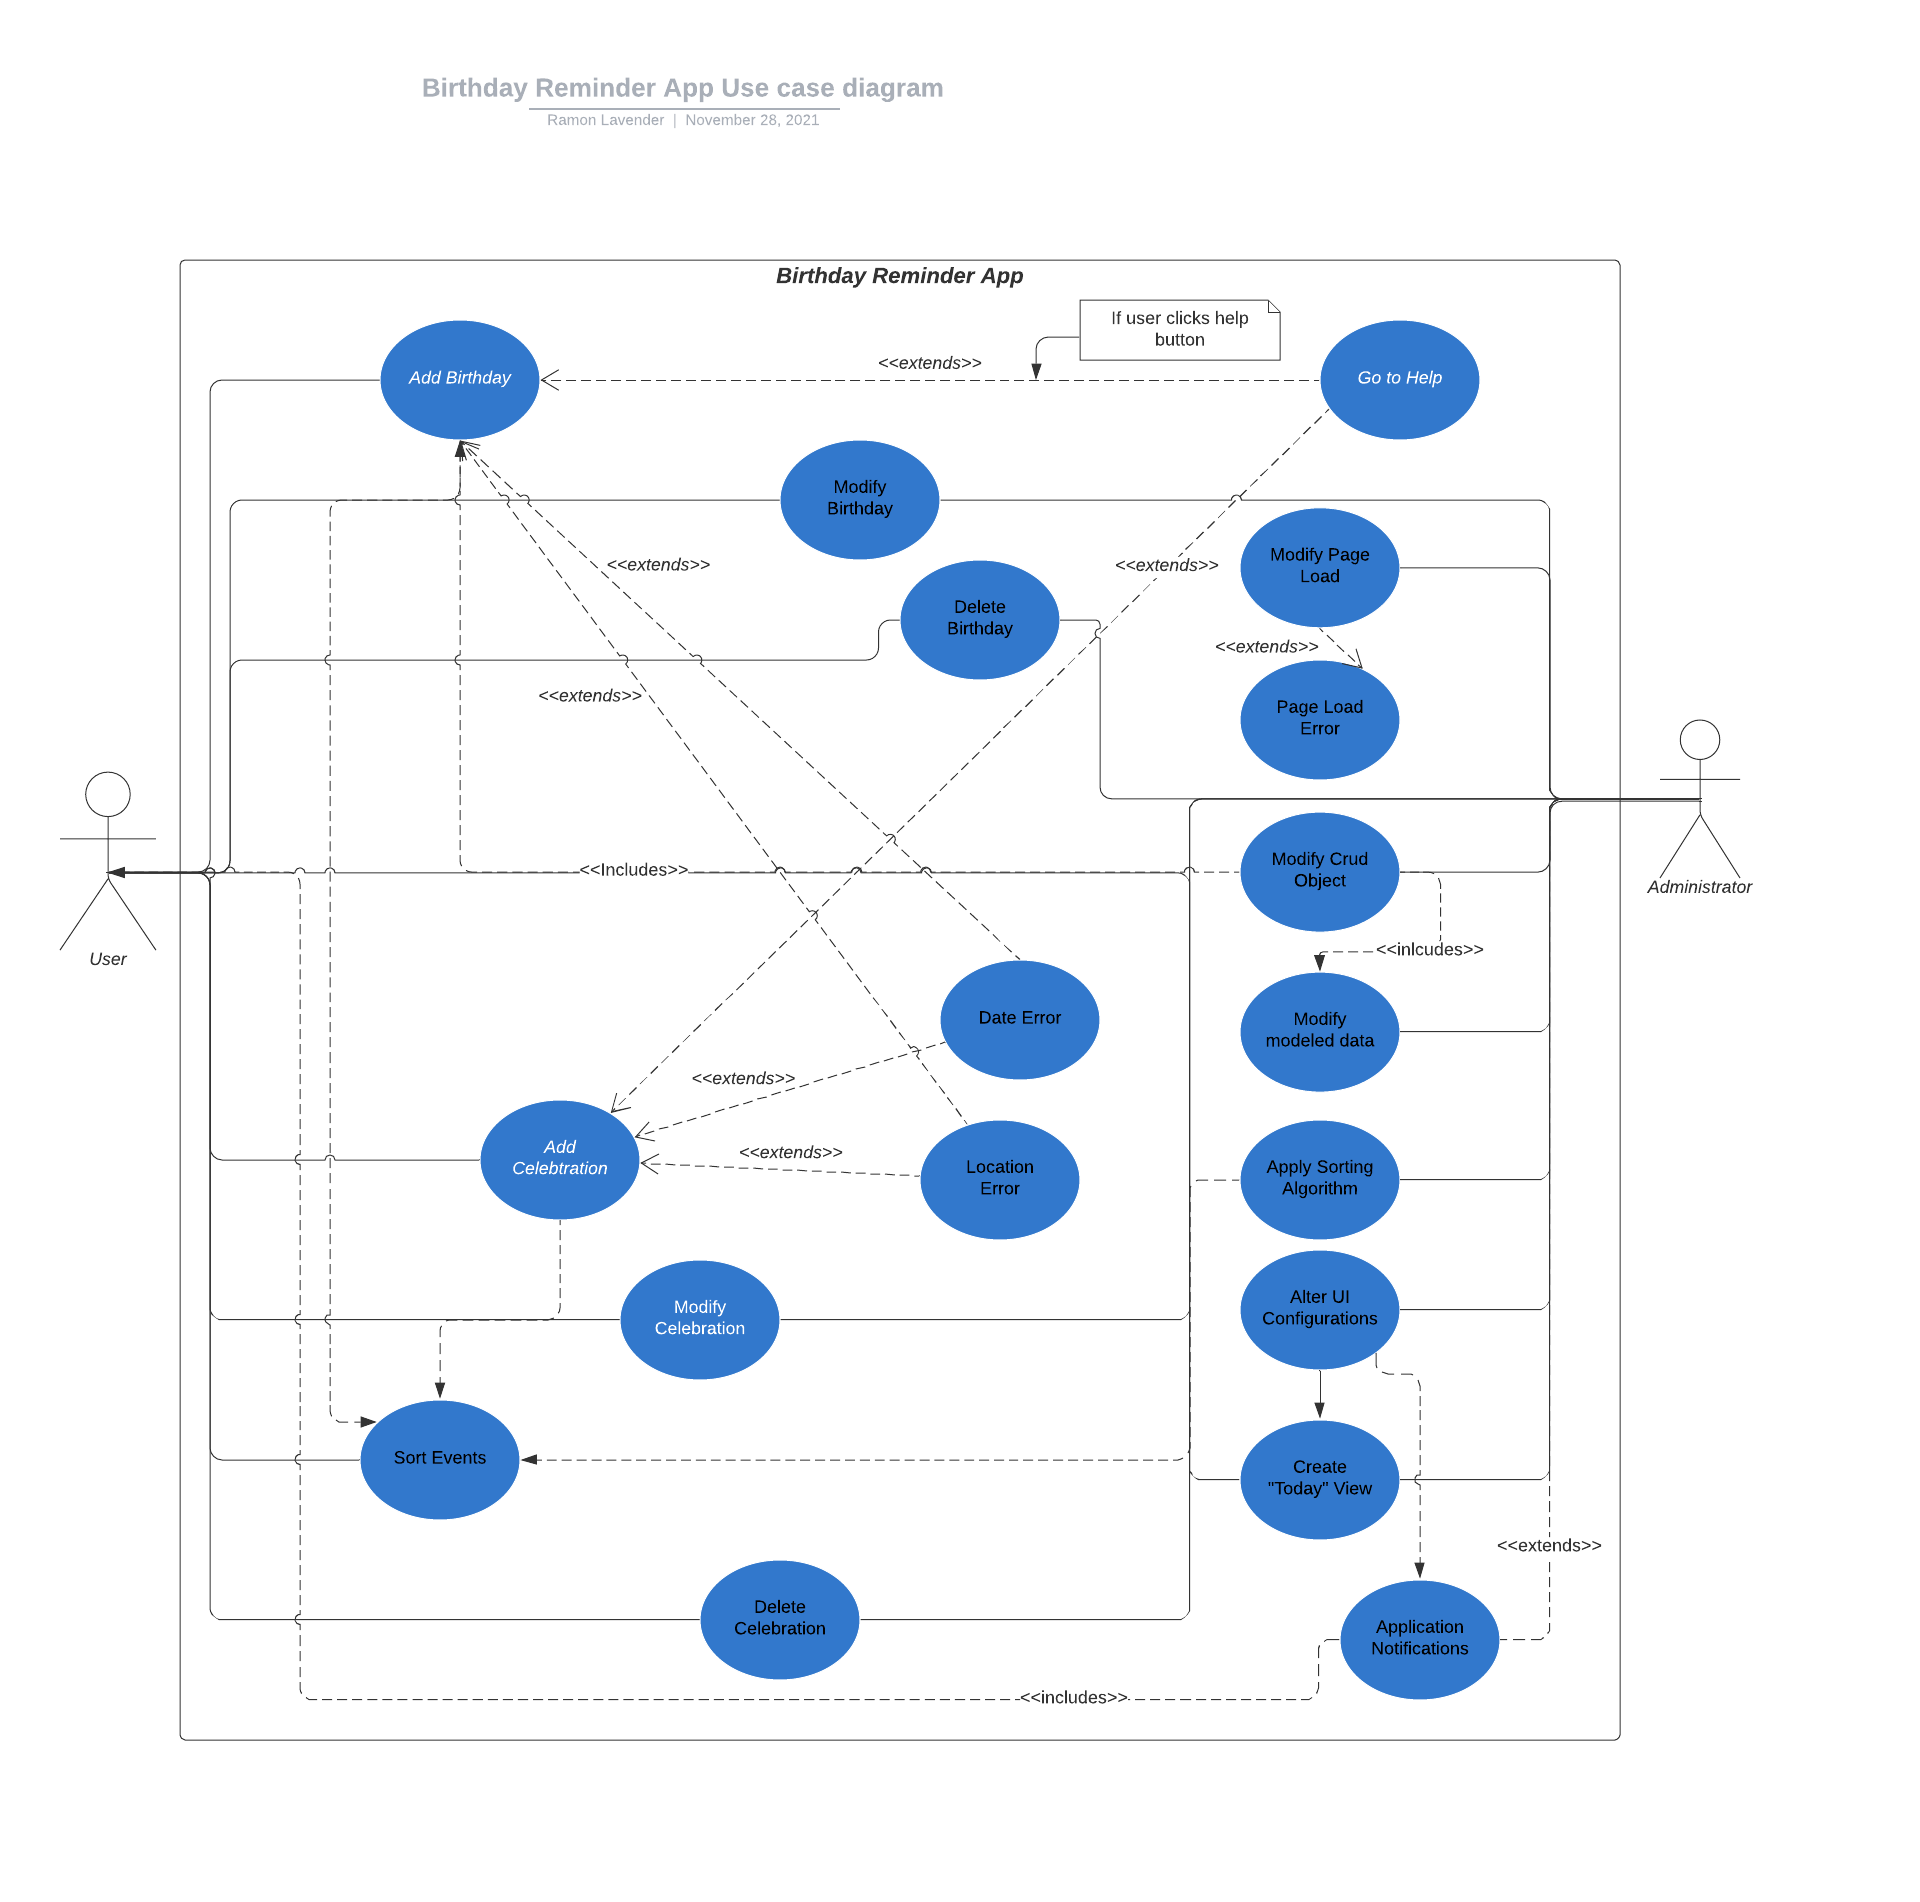 Birthday Reminder App Use case diagram
Ramon Lavender | November 28, 2021
Birthday Reminder App
If user clicks help
button
<<extends>>
Add Birthday
Go to Help
Modify
Birthday
<<extends>>
<<extends>>
Modify Page
Load
Delete
Birthday
<<extends>>
<<extends>>
Page Load
Error
<<Includes>>
Modify Crud
Object
Administrator
User
<<inlcudes>>
Date Error
Modify
modeled data
<<extends>>
Add
Celebtration
<<extends>>
Location
Error
Apply Sorting
Algorithm
Modify
Celebration
Alter UI
Configurations
Sort Events
Create
"Today" View
<<extends>>
Delete
Celebration
Application
Notifications
<<includes>>